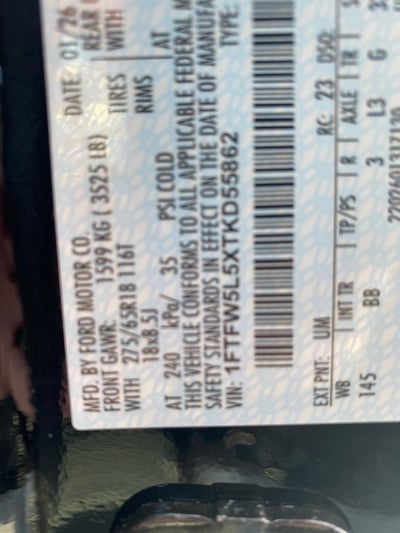 MFD. BY FORD MOTOR CO. DATE: 01/26
FRONT GAWR: 1599 KG ( 3525 LB) REAR
WITH 275/65R18 116T TIRES WITH
18x8.5J RIMS
AT 240 kPa/ 35 PSI COLD AT
THIS VEHICLE CONFORMS TO ALL APPLICABLE FEDERAL M
SAFETY STANDARDS IN EFFECT ON THE DATE OF MANUFA
VIN: 1FTFW5L5XTKD55862 TYPE:
EXT PNT: UM RC: 23 DSO:
WB INT TR TP/PS R AXLE TR S
145 BB 3 L3 G